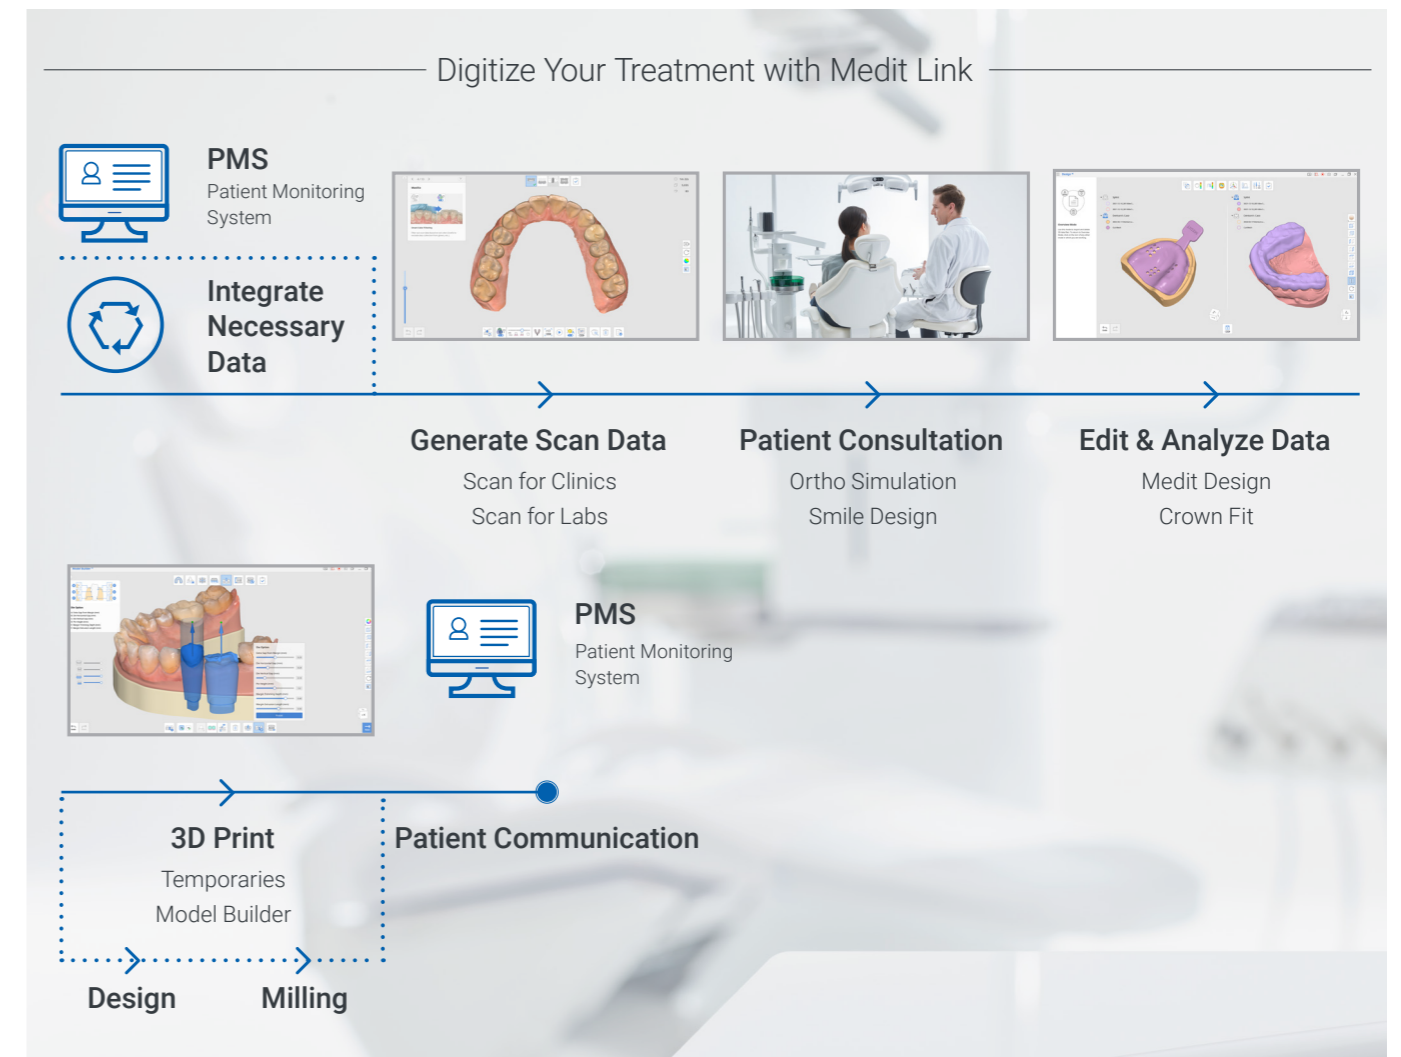 Digitize Your Treatment with Medit Link
PMS
Patient Monitoring
System
Integrate
Necessary
Data
Generate Scan Data
Scan for Clinics
Scan for Labs
Patient Consultation
Ortho Simulation
Smile Design
Edit & Analyze Data
Medit Design
Crown Fit
PMS
Patient Monitoring
System
3D Print
Temporaries
Model Builder
Patient Communication
Design
Milling